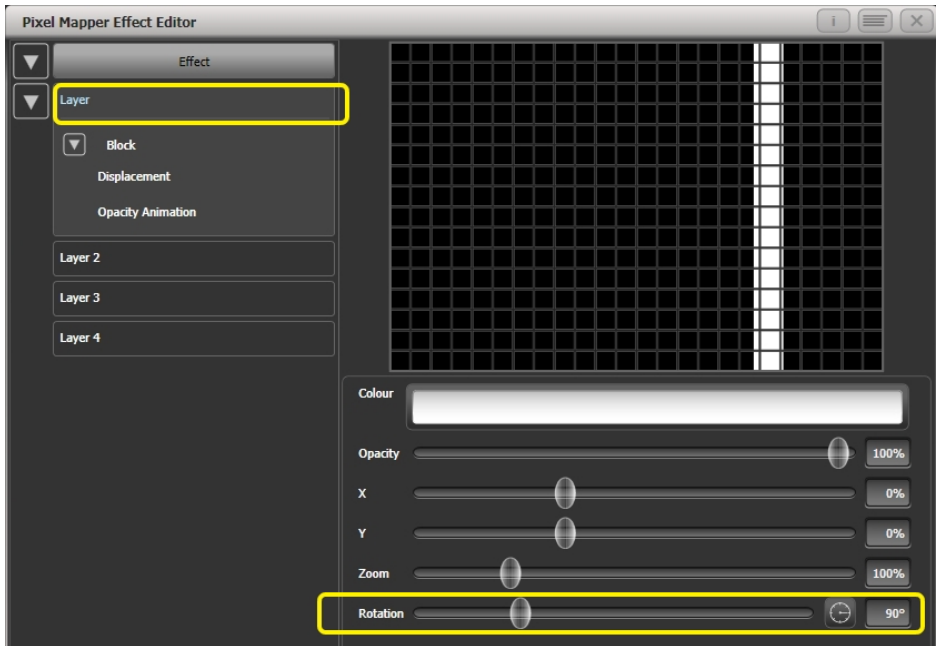 Pixel Mapper Effect Editor
Effect
Layer
Block
Displacement
Opacity Animation
Layer 2
Layer 3
Layer 4
Colour
Opacity 100%
X 0%
Y 0%
Zoom 100%
Rotation 90°